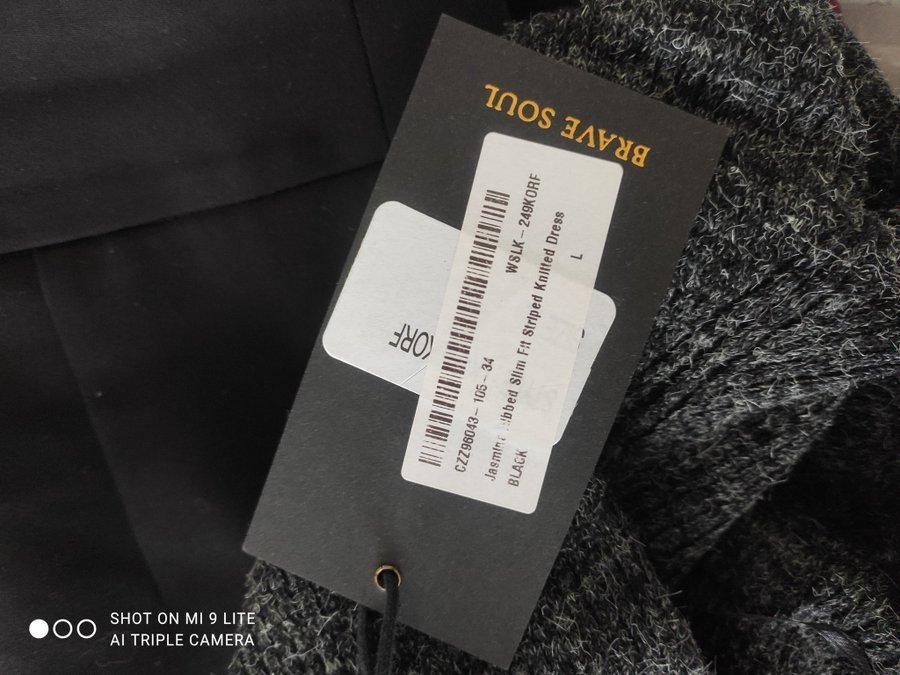 BRAVE SOUL
CZZ96043-105-34 WSLK-249KORF
Ribbed Slim Fit Striped Knitted Dress
BLACK L
KORF
SHOT ON MI 9 LITE
AI TRIPLE CAMERA